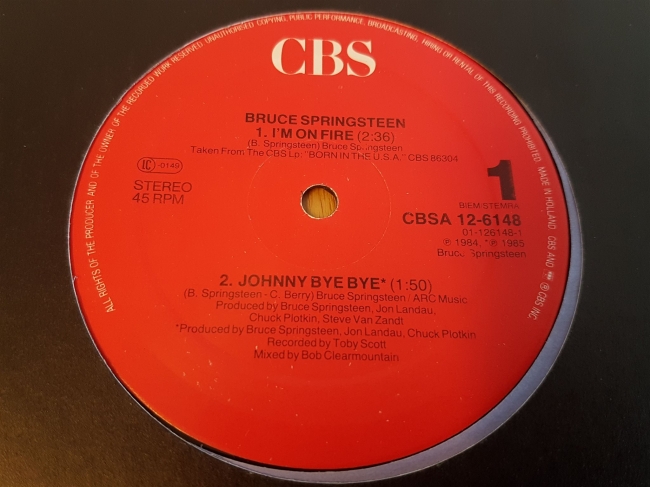 ALL RIGHTS OF THE PRODUCER AND OF THE OWNER OF THE RECORDED WORK RESERVED UNAUTHORISED COPYING, PUBLIC PERFORMANCE, BROADCASTING, HIRING OR RENTAL OF THIS RECORDING PROHIBITED. MADE IN HOLLAND. CBS AND ℗ CBS INC.
CBS
BRUCE SPRINGSTEEN
1. I'M ON FIRE (2:36)
(B. Springsteen) Bruce Springsteen
Taken From The CBS Lp: "BORN IN THE U.S.A." CBS 86304
LC -0149
STEREO
45 RPM
1
BIEM/STEMRA
CBSA 12-6148
01-126148-1
℗ 1984, *℗ 1985
Bruce Springsteen
2. JOHNNY BYE BYE* (1:50)
(B. Springsteen - C. Berry) Bruce Springsteen / ARC Music
Produced by Bruce Springsteen, Jon Landau,
Chuck Plotkin, Steve Van Zandt
*Produced by Bruce Springsteen, Jon Landau, Chuck Plotkin
Recorded by Toby Scott
Mixed by Bob Clearmountain